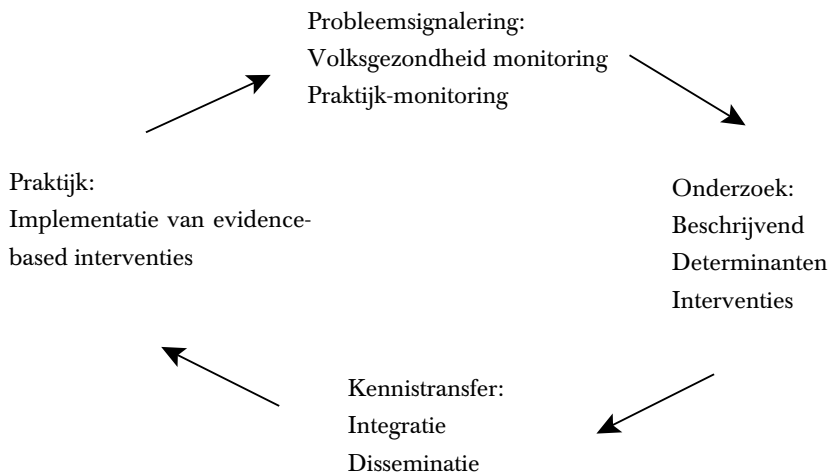 Probleemsignalering:
Volksgezondheid monitoring
Praktijk-monitoring
Praktijk:
Implementatie van evidence-
based interventies
Onderzoek:
Beschrijvend
Determinanten
Interventies
Kennistransfer:
Integratie
Disseminatie